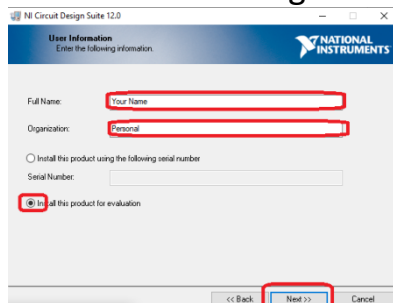 NI Circuit Design Suite 12.0
User Information
Enter the following information.
NATIONAL
INSTRUMENTS
Full Name:
Your Name
Organization:
Personal
Install this product using the following serial number
Serial Number:
Install this product for evaluation
<< Back
Next >>
Cancel